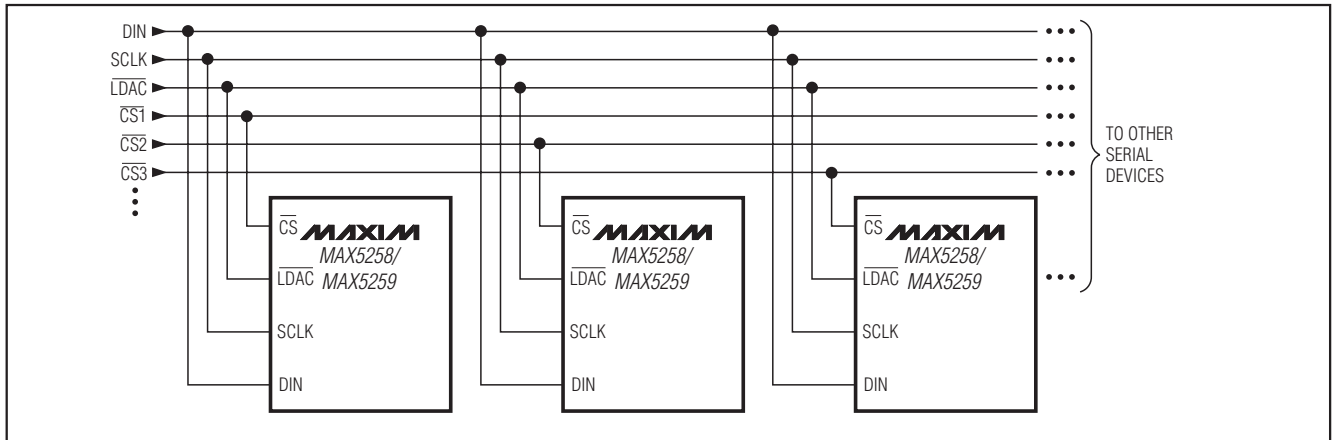 DIN
SCLK
LDAC
CS1
CS2
CS3
TO OTHER
SERIAL
DEVICES
CS MAXIM
MAX5258/
LDAC MAX5259
SCLK
DIN
CS MAXIM
MAX5258/
LDAC MAX5259
SCLK
DIN
CS MAXIM
MAX5258/
LDAC MAX5259
SCLK
DIN